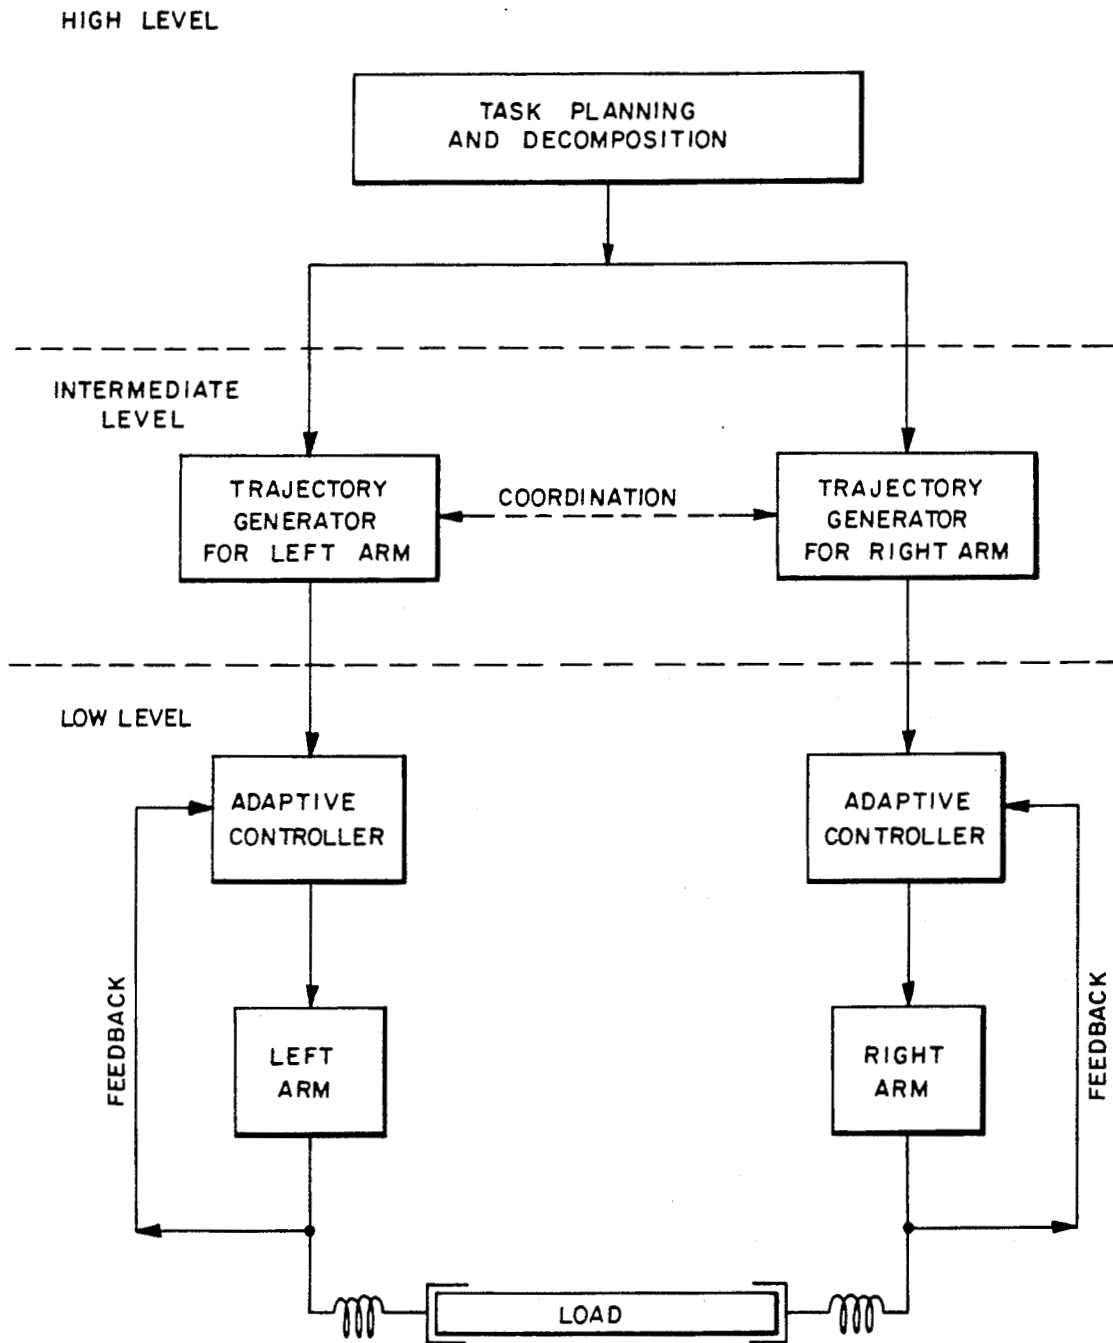 HIGH LEVEL
TASK PLANNING
AND DECOMPOSITION
INTERMEDIATE
LEVEL
TRAJECTORY
GENERATOR
FOR LEFT ARM
COORDINATION
TRAJECTORY
GENERATOR
FOR RIGHT ARM
LOW LEVEL
ADAPTIVE
CONTROLLER
ADAPTIVE
CONTROLLER
FEEDBACK
LEFT
ARM
RIGHT
ARM
FEEDBACK
LOAD